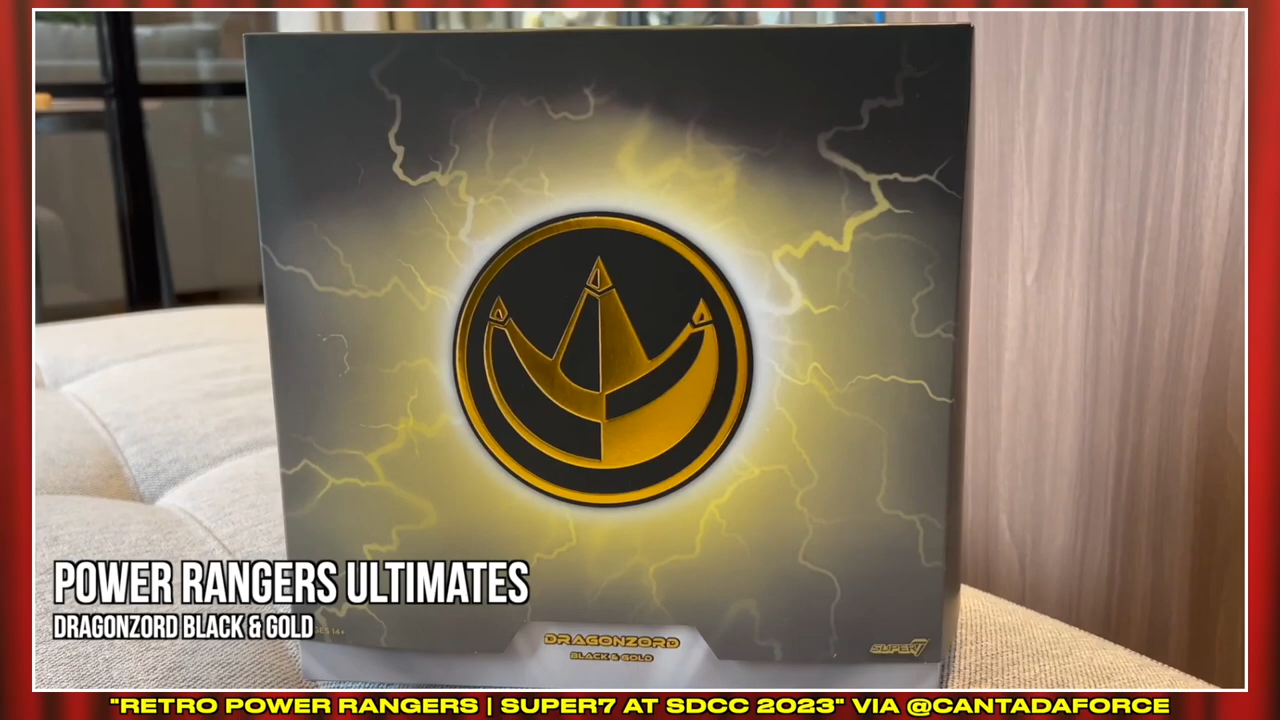 POWER RANGERS ULTIMATES
DRAGONZORD BLACK & GOLD
14+
DRAGONZORD
BLACK & GOLD
SUPER7
"RETRO POWER RANGERS | SUPER7 AT SDCC 2023" VIA @CANTADAFORCE